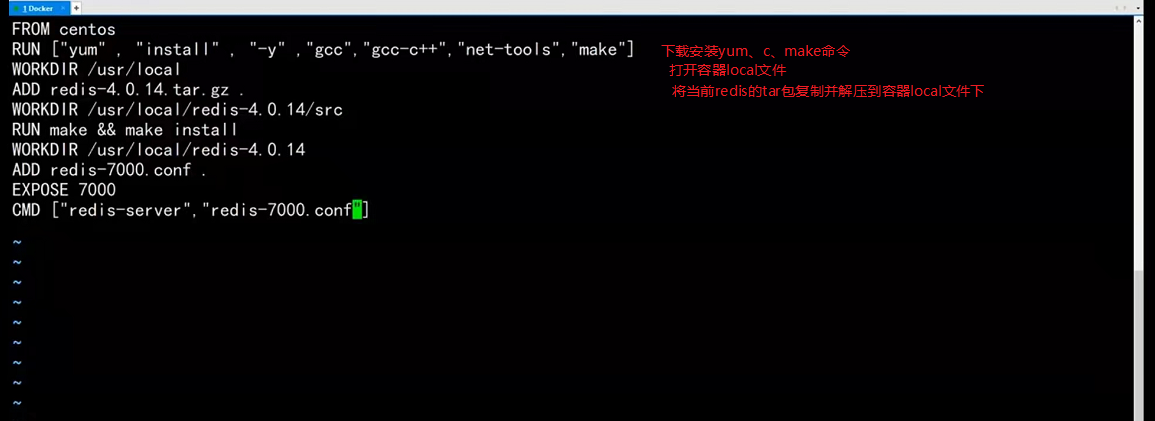 1 Docker × +
FROM centos
RUN ["yum" , "install" , "-y" ,"gcc","gcc-c++","net-tools","make"] 下载安装yum、c、make命令
WORKDIR /usr/local 打开容器local文件
ADD redis-4.0.14.tar.gz . 将当前redis的tar包复制并解压到容器local文件下
WORKDIR /usr/local/redis-4.0.14/src
RUN make && make install
WORKDIR /usr/local/redis-4.0.14
ADD redis-7000.conf .
EXPOSE 7000
CMD ["redis-server","redis-7000.conf"]
~
~
~
~
~
~
~
~
~